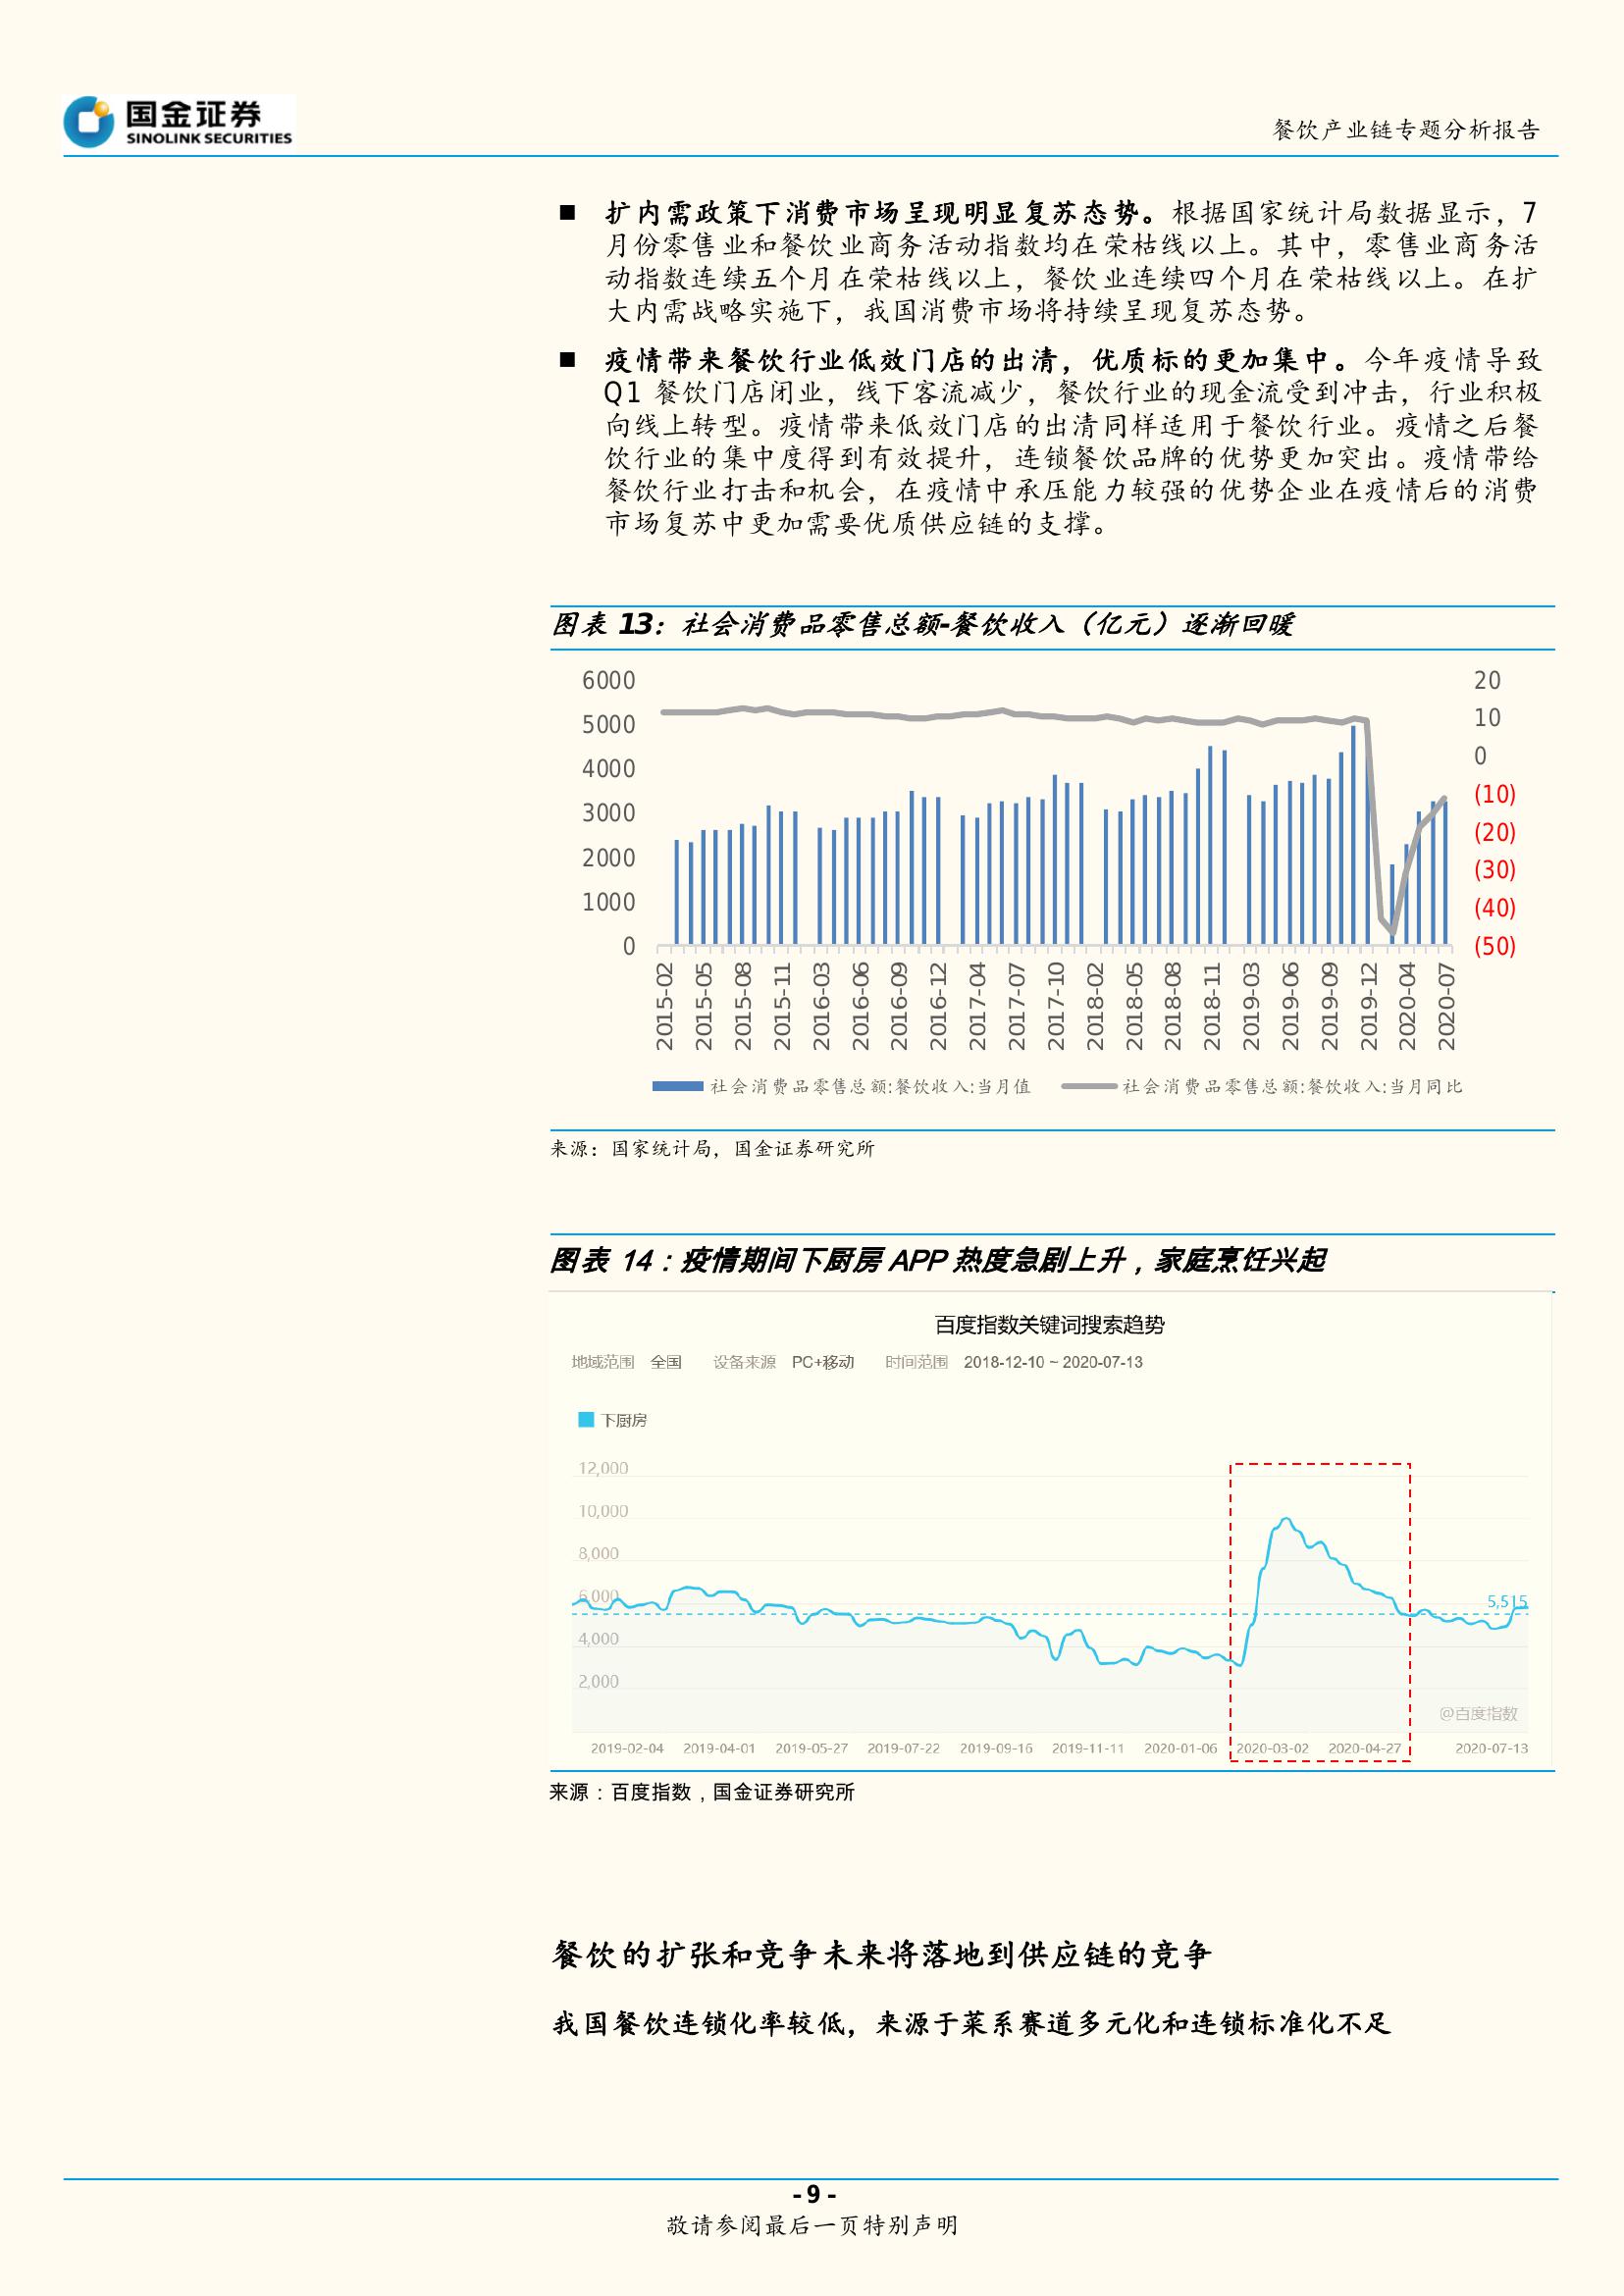 国金证券
SINOLINK SECURITIES
餐饮产业链专题分析报告
■ 扩内需政策下消费市场呈现明显复苏态势。根据国家统计局数据显示，7
月份零售业和餐饮业商务活动指数均在荣枯线以上。其中，零售业商务活
动指数连续五个月在荣枯线以上，餐饮业连续四个月在荣枯线以上。在扩
大内需战略实施下，我国消费市场将持续呈现复苏态势。
■ 疫情带来餐饮行业低效门店的出清，优质标的更加集中。今年疫情导致
Q1 餐饮门店闭业，线下客流减少，餐饮行业的现金流受到冲击，行业积极
向线上转型。疫情带来低效门店的出清同样适用于餐饮行业。疫情之后餐
饮行业的集中度得到有效提升，连锁餐饮品牌的优势更加突出。疫情带给
餐饮行业打击和机会，在疫情中承压能力较强的优势企业在疫情后的消费
市场复苏中更加需要优质供应链的支撑。
图表 13：社会消费品零售总额-餐饮收入（亿元）逐渐回暖
6000 20
5000 10
4000 0
3000 (10)
2000 (20)
1000 (30)
0 (40)
(50)
2015-02 2015-05 2015-08 2015-11 2016-03 2016-06 2016-09 2016-12 2017-04 2017-07 2017-10 2018-02 2018-05 2018-08 2018-11 2019-03 2019-06 2019-09 2019-12 2020-04 2020-07
社会消费品零售总额:餐饮收入:当月值 社会消费品零售总额:餐饮收入:当月同比
来源：国家统计局，国金证券研究所
图表 14：疫情期间下厨房 APP 热度急剧上升，家庭烹饪兴起
百度指数关键词搜索趋势
地域范围 全国 设备来源 PC+移动 时间范围 2018-12-10 ~ 2020-07-13
下厨房
12,000
10,000
8,000
6,000
5,515
4,000
2,000
@百度指数
2019-02-04 2019-04-01 2019-05-27 2019-07-22 2019-09-16 2019-11-11 2020-01-06 2020-03-02 2020-04-27 2020-07-13
来源：百度指数，国金证券研究所
餐饮的扩张和竞争未来将落地到供应链的竞争
我国餐饮连锁化率较低，来源于菜系赛道多元化和连锁标准化不足
- 9 -
敬请参阅最后一页特别声明